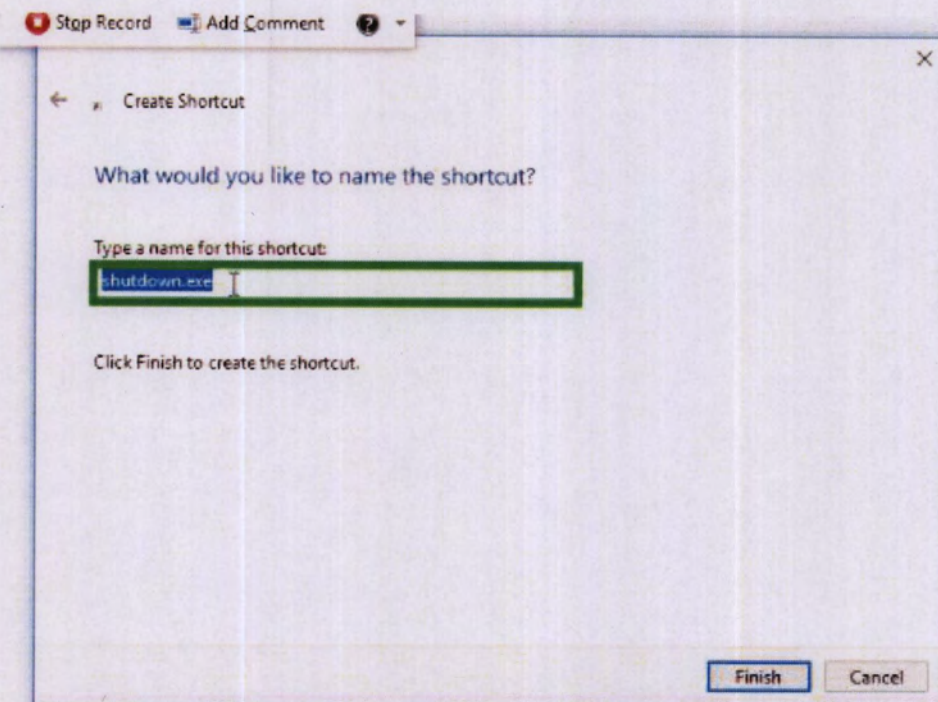 Stop Record Add Comment
Create Shortcut
What would you like to name the shortcut?
Type a name for this shortcut:
shutdown.exe
Click Finish to create the shortcut.
Finish Cancel